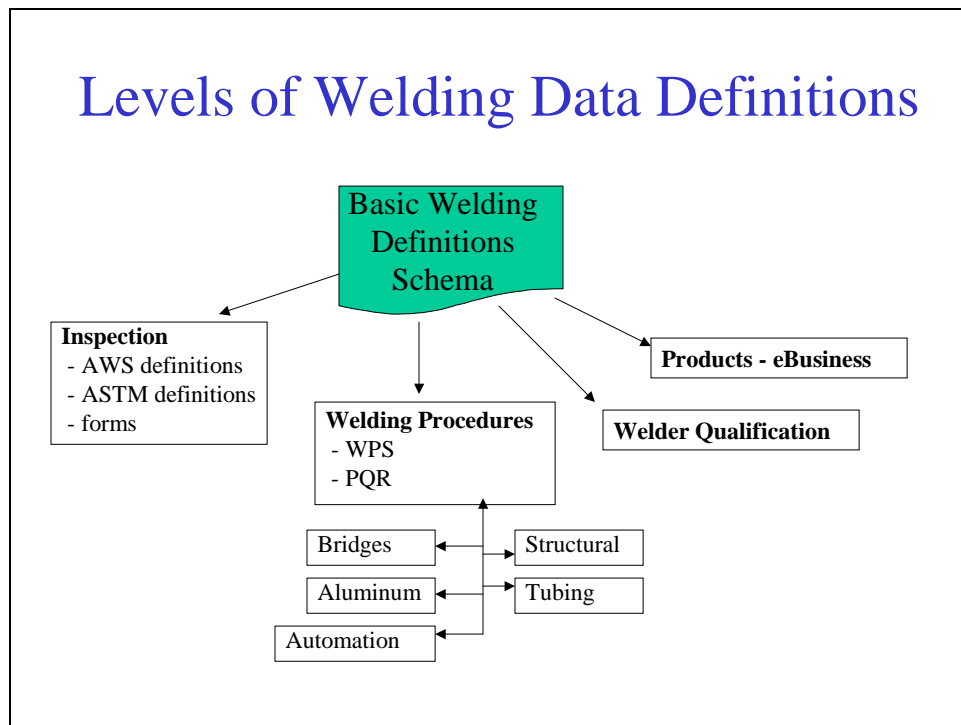 Levels of Welding Data Definitions
Basic Welding
Definitions
Schema
Inspection
- AWS definitions
- ASTM definitions
- forms
Welding Procedures
- WPS
- PQR
Products - eBusiness
Welder Qualification
Bridges
Structural
Aluminum
Tubing
Automation